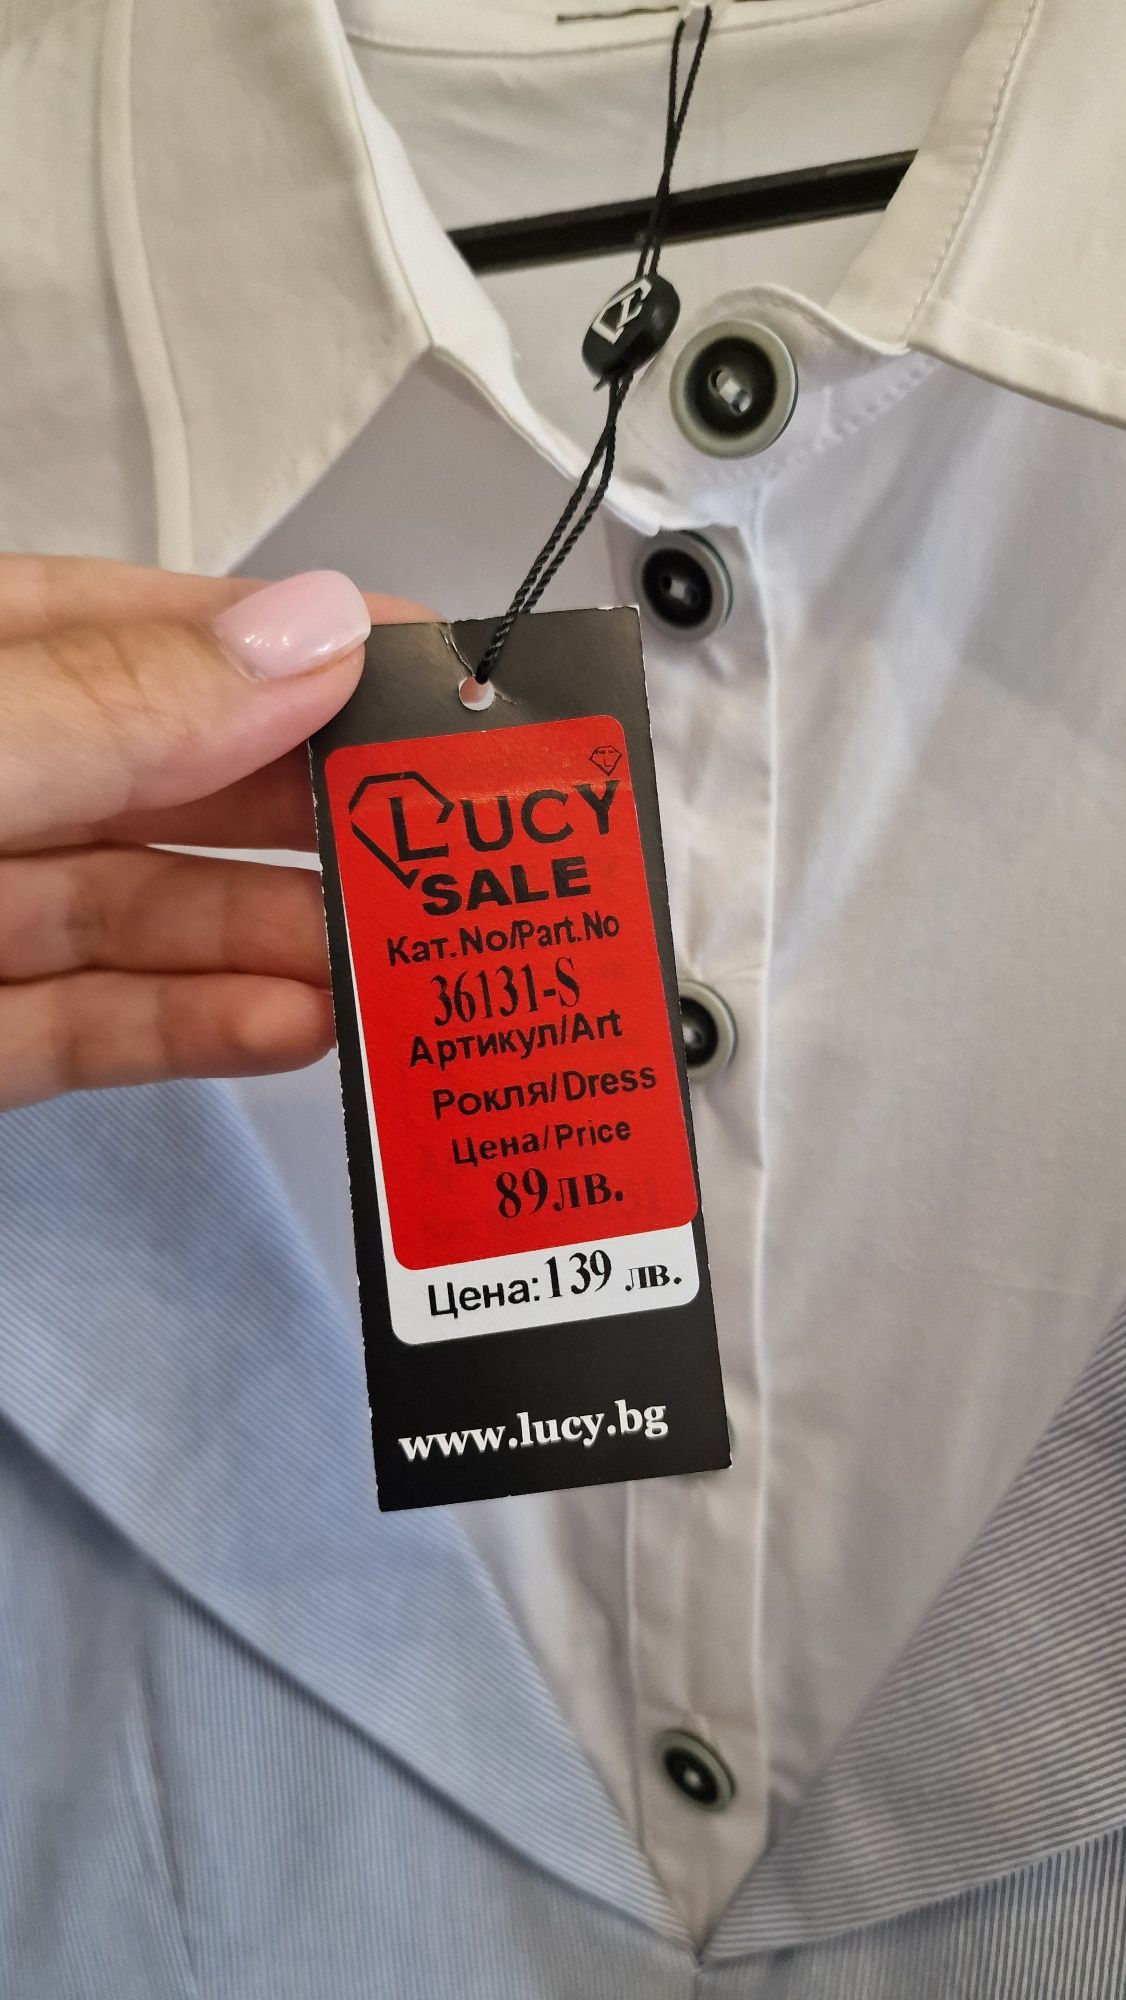 LUCY
SALE
Кат.No/Part.No
36131-S
Артикул/Art
Рокля/Dress
Цена/Price
89лв.
Цена:139 лв.
www.lucy.bg